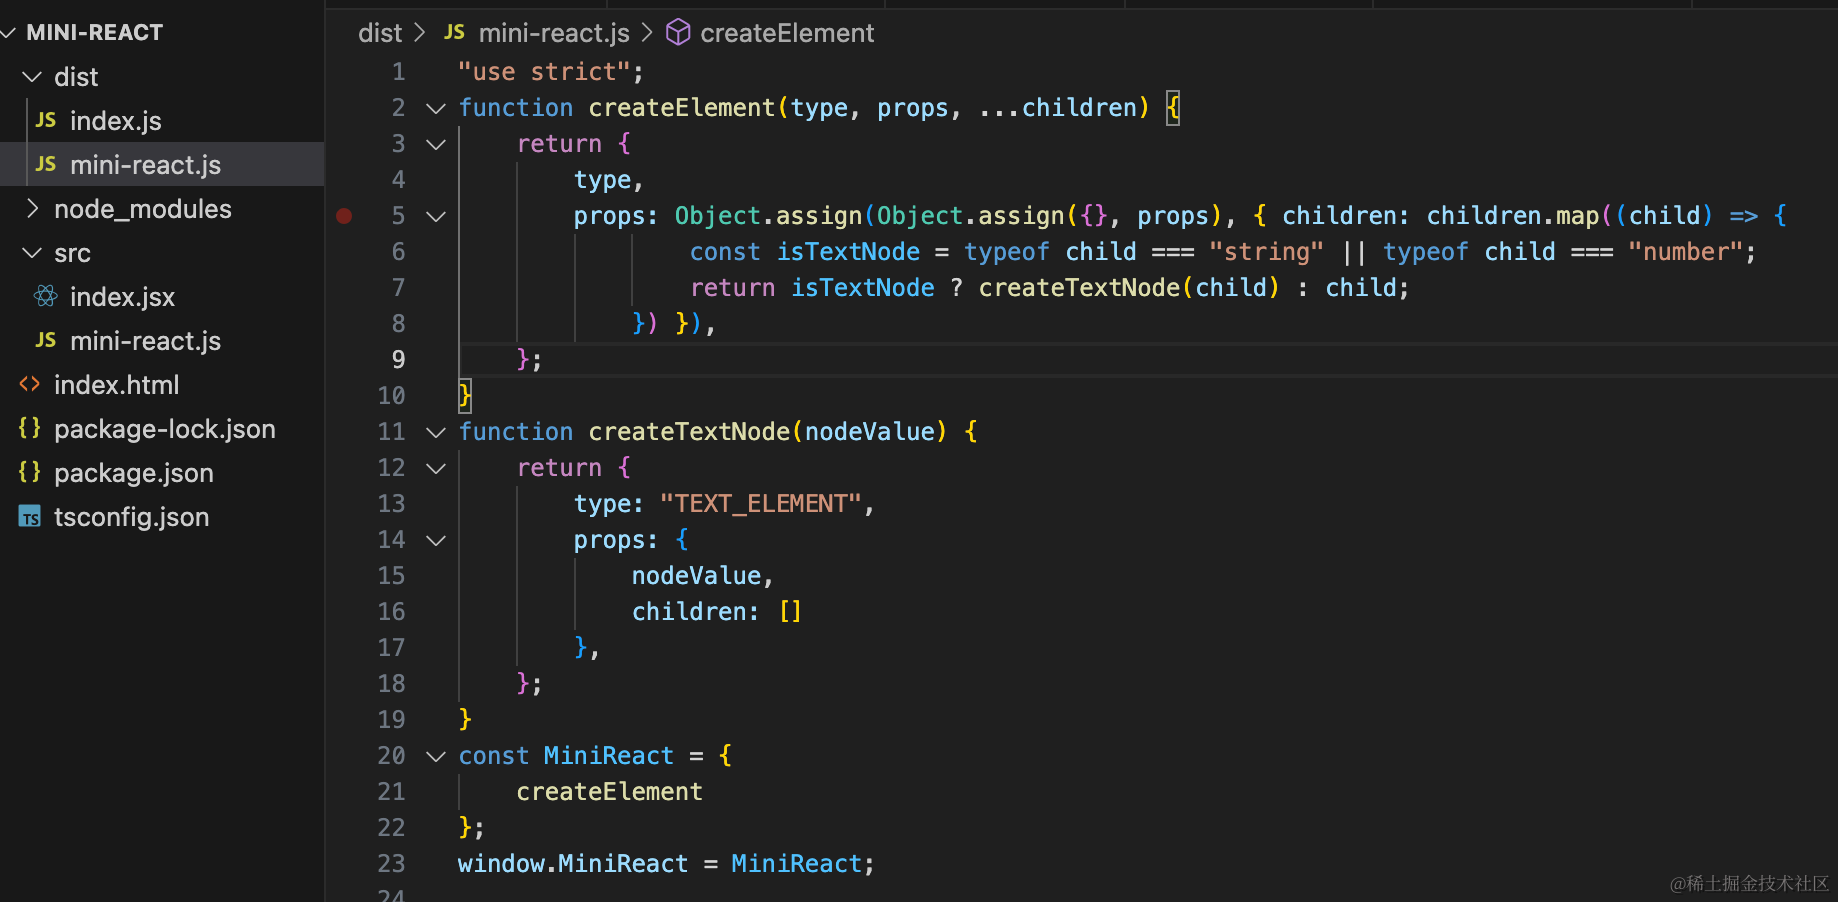 MINI-REACT
dist
JS index.js
JS mini-react.js
node_modules
src
index.jsx
JS mini-react.js
<> index.html
{} package-lock.json
{} package.json
TS tsconfig.json
dist > JS mini-react.js > createElement
1 "use strict";
2 function createElement(type, props, ...children) {
3     return {
4         type,
5         props: Object.assign(Object.assign({}, props), { children: children.map((child) => {
6                 const isTextNode = typeof child === "string" || typeof child === "number";
7                 return isTextNode ? createTextNode(child) : child;
8             }) }),
9     };
10 }
11 function createTextNode(nodeValue) {
12     return {
13         type: "TEXT_ELEMENT",
14         props: {
15             nodeValue,
16             children: []
17         },
18     };
19 }
20 const MiniReact = {
21     createElement
22 };
23 window.MiniReact = MiniReact;
24
@稀土掘金技术社区